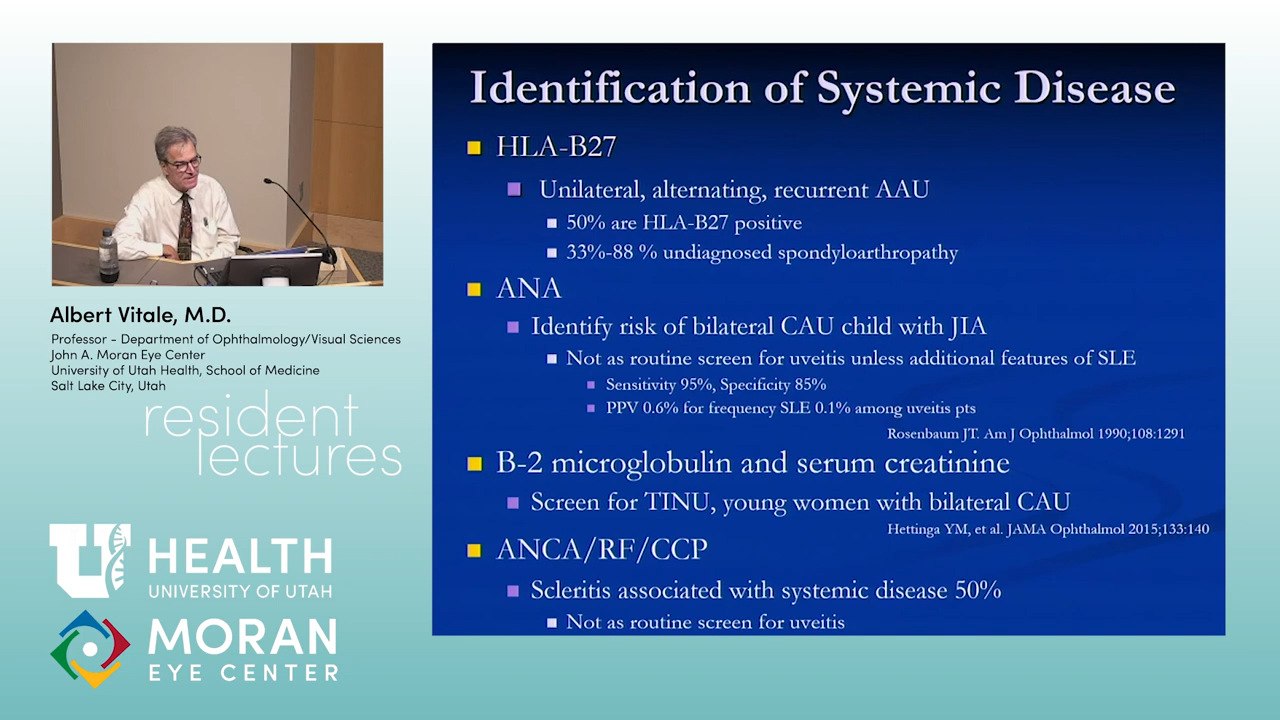 Identification of Systemic Disease
HLA-B27
Unilateral, alternating, recurrent AAU
50% are HLA-B27 positive
33%-88 % undiagnosed spondyloarthropathy
ANA
Identify risk of bilateral CAU child with JIA
Not as routine screen for uveitis unless additional features of SLE
Sensitivity 95%, Specificity 85%
PPV 0.6% for frequency SLE 0.1% among uveitis pts
Rosenbaum JT. Am J Ophthalmol 1990;108:1291
B-2 microglobulin and serum creatinine
Screen for TINU, young women with bilateral CAU
Hettinga YM, et al. JAMA Ophthalmol 2015;133:140
ANCA/RF/CCP
Scleritis associated with systemic disease 50%
Not as routine screen for uveitis
Albert Vitale, M.D.
Professor - Department of Ophthalmology/Visual Sciences
John A. Moran Eye Center
University of Utah Health, School of Medicine
Salt Lake City, Utah
resident
lectures
U HEALTH
UNIVERSITY OF UTAH
MORAN
EYE CENTER